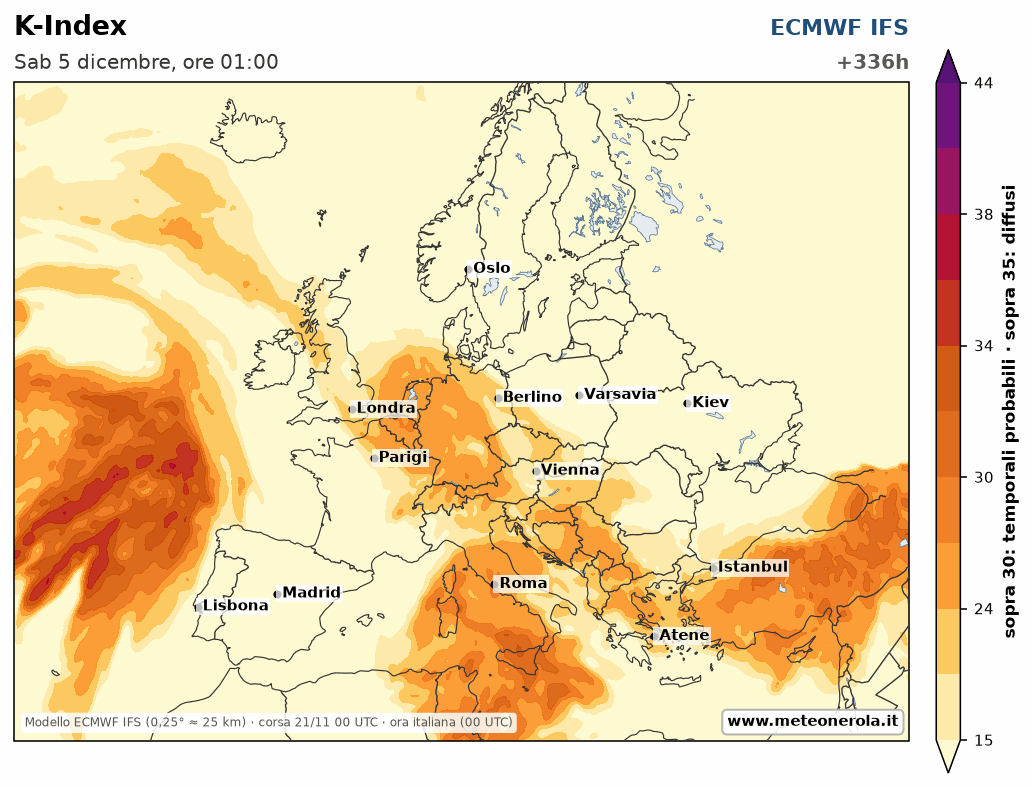 K-Index
ECMWF IFS
Sab 5 dicembre, ore 01:00
+336h
44
38
34
30
24
15
sopra 30: temporali probabili · sopra 35: diffusi
Oslo
Berlino
Varsavia
Kiev
Londra
Parigi
Vienna
Istanbul
Roma
Madrid
Lisbona
Atene
Modello ECMWF IFS (0,25° ≈ 25 km) · corsa 21/11 00 UTC · ora italiana (00 UTC)
www.meteonerola.it